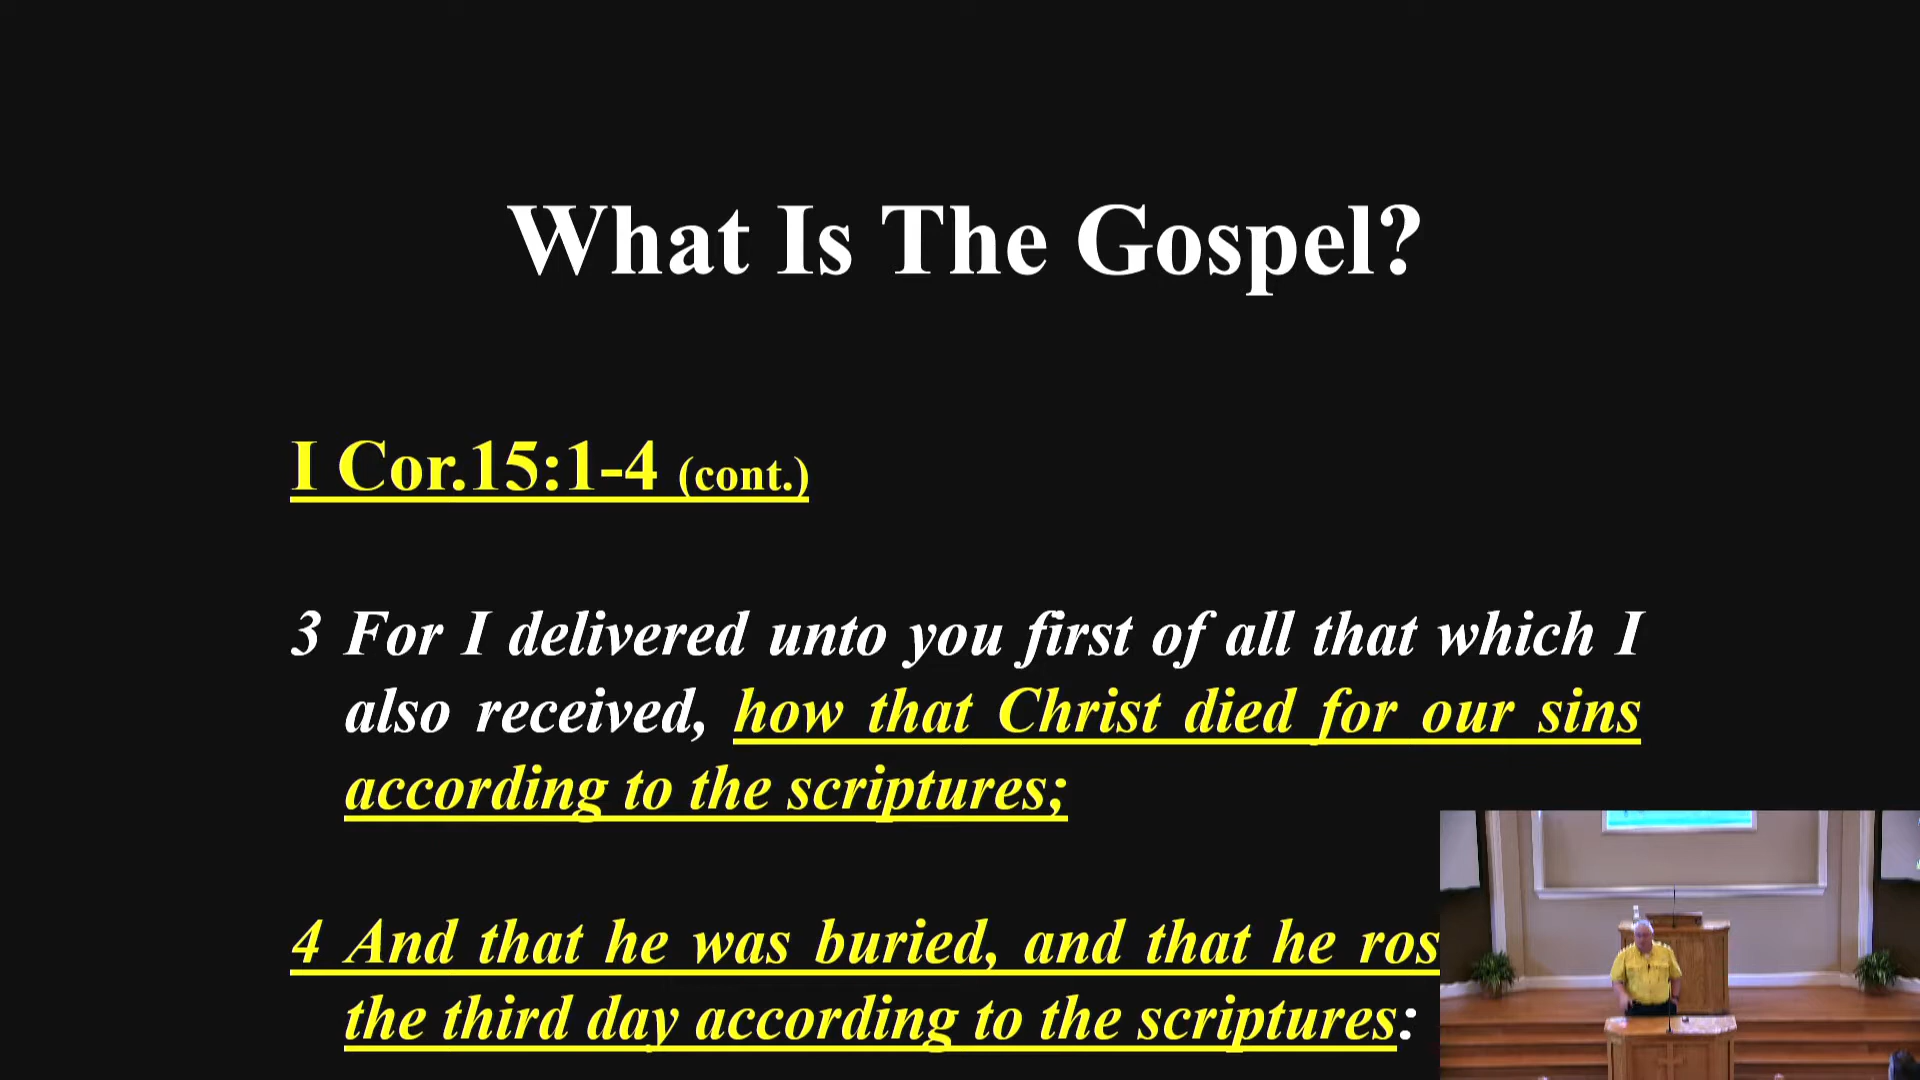 What Is The Gospel?
I Cor.15:1-4 (cont.)
3 For I delivered unto you first of all that which I
also received, how that Christ died for our sins
according to the scriptures;
4 And that he was buried, and that he ros
the third day according to the scriptures: